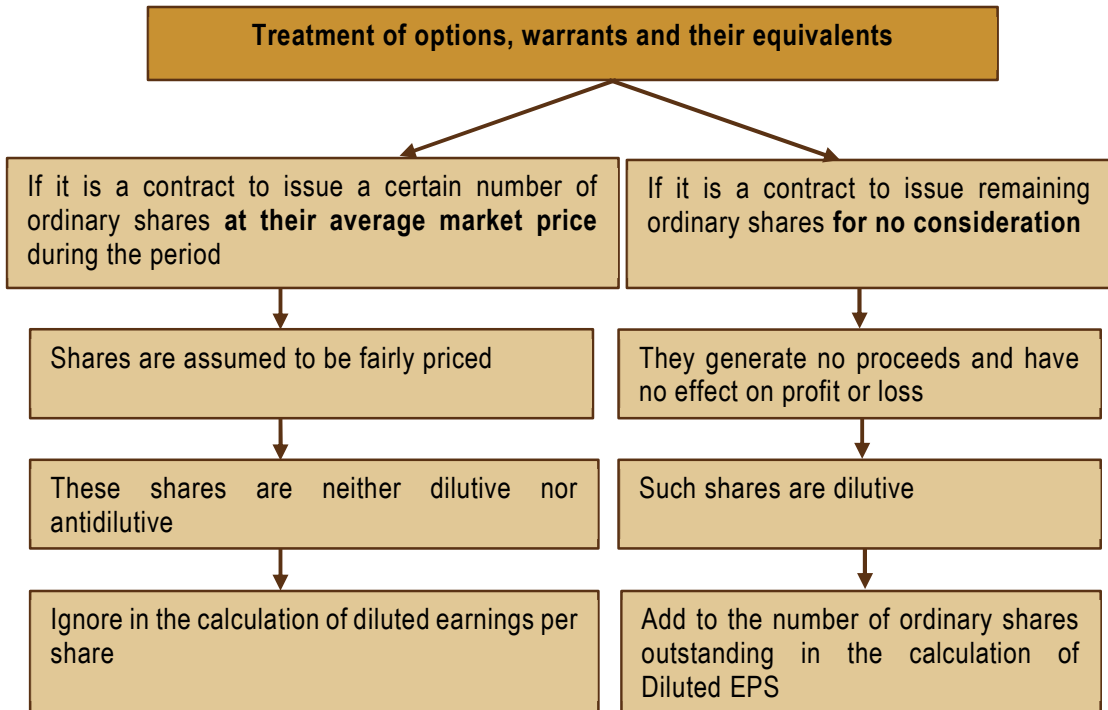 Treatment of options, warrants and their equivalents
If it is a contract to issue a certain number of
ordinary shares at their average market price
during the period
If it is a contract to issue remaining
ordinary shares for no consideration
Shares are assumed to be fairly priced
They generate no proceeds and have
no effect on profit or loss
These shares are neither dilutive nor
antidilutive
Such shares are dilutive
Ignore in the calculation of diluted earnings per
share
Add to the number of ordinary shares
outstanding in the calculation of
Diluted EPS